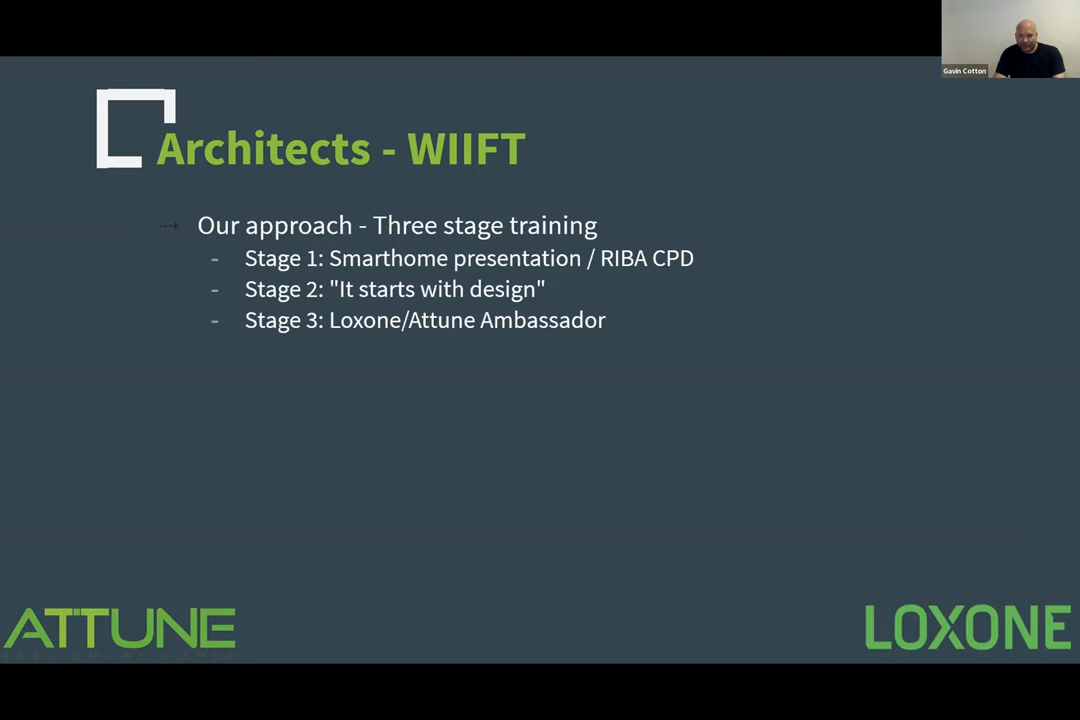 Gavin Cotton
Architects - WIIFT
Our approach - Three stage training
- Stage 1: Smarthome presentation / RIBA CPD
- Stage 2: "It starts with design"
- Stage 3: Loxone/Attune Ambassador
ATTUNE
LOXONE